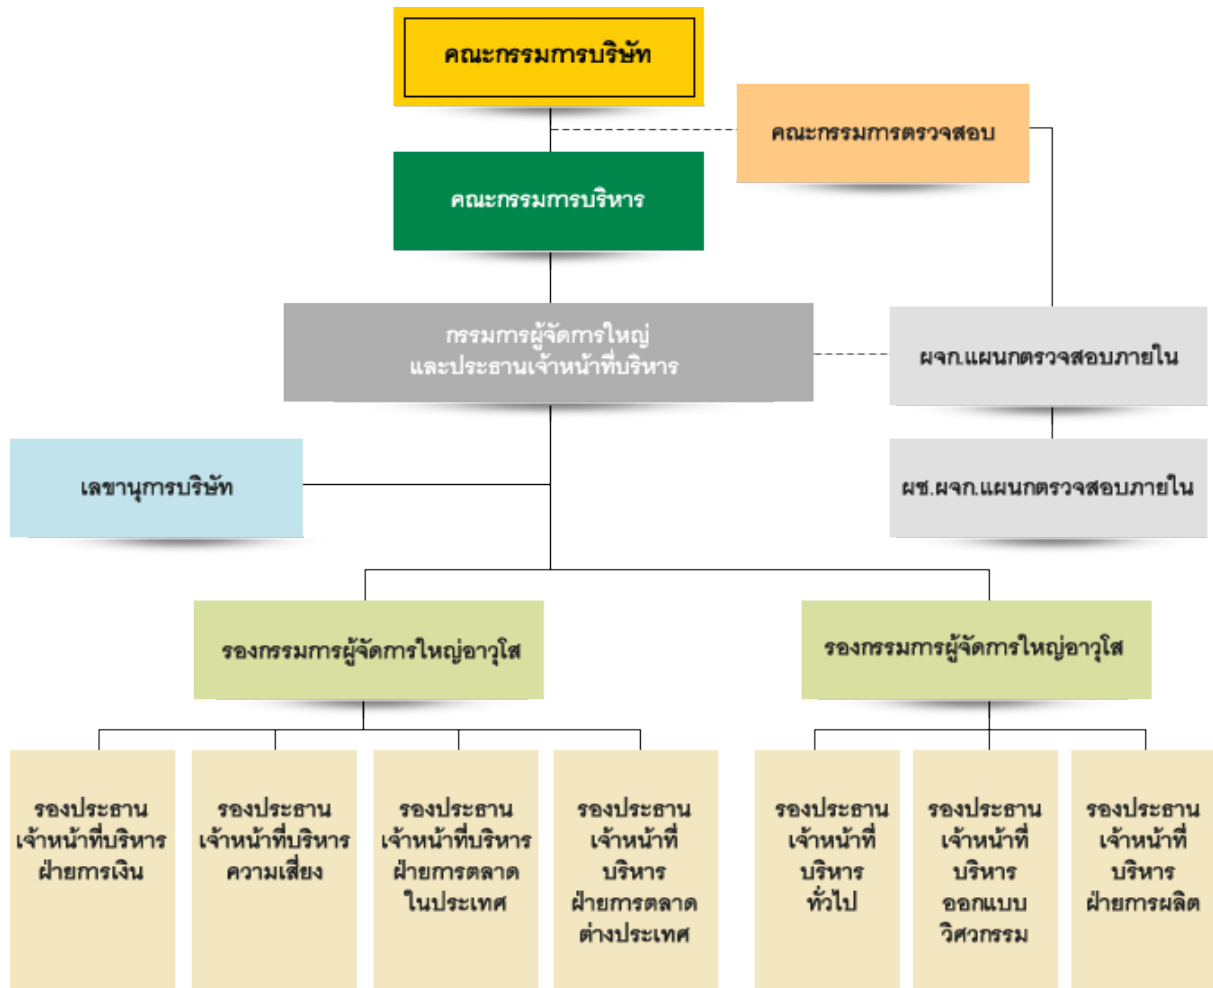 คณะกรรมการบริษัท
คณะกรรมการตรวจสอบ
คณะกรรมการบริหาร
กรรมการผู้จัดการใหญ่
และประธานเจ้าหน้าที่บริหาร
ผจก.แผนกตรวจสอบภายใน
เลขานุการบริษัท
ผช.ผจก.แผนกตรวจสอบภายใน
รองกรรมการผู้จัดการใหญ่อาวุโส
รองกรรมการผู้จัดการใหญ่อาวุโส
รองประธาน
เจ้าหน้าที่บริหาร
ฝ่ายการเงิน
รองประธาน
เจ้าหน้าที่บริหาร
ความเสี่ยง
รองประธาน
เจ้าหน้าที่บริหาร
ฝ่ายการตลาด
ในประเทศ
รองประธาน
เจ้าหน้าที่
บริหาร
ฝ่ายการตลาด
ต่างประเทศ
รองประธาน
เจ้าหน้าที่
บริหาร
ทั่วไป
รองประธาน
เจ้าหน้าที่
บริหาร
ออกแบบ
วิศวกรรม
รองประธาน
เจ้าหน้าที่
บริหาร
ฝ่ายการผลิต